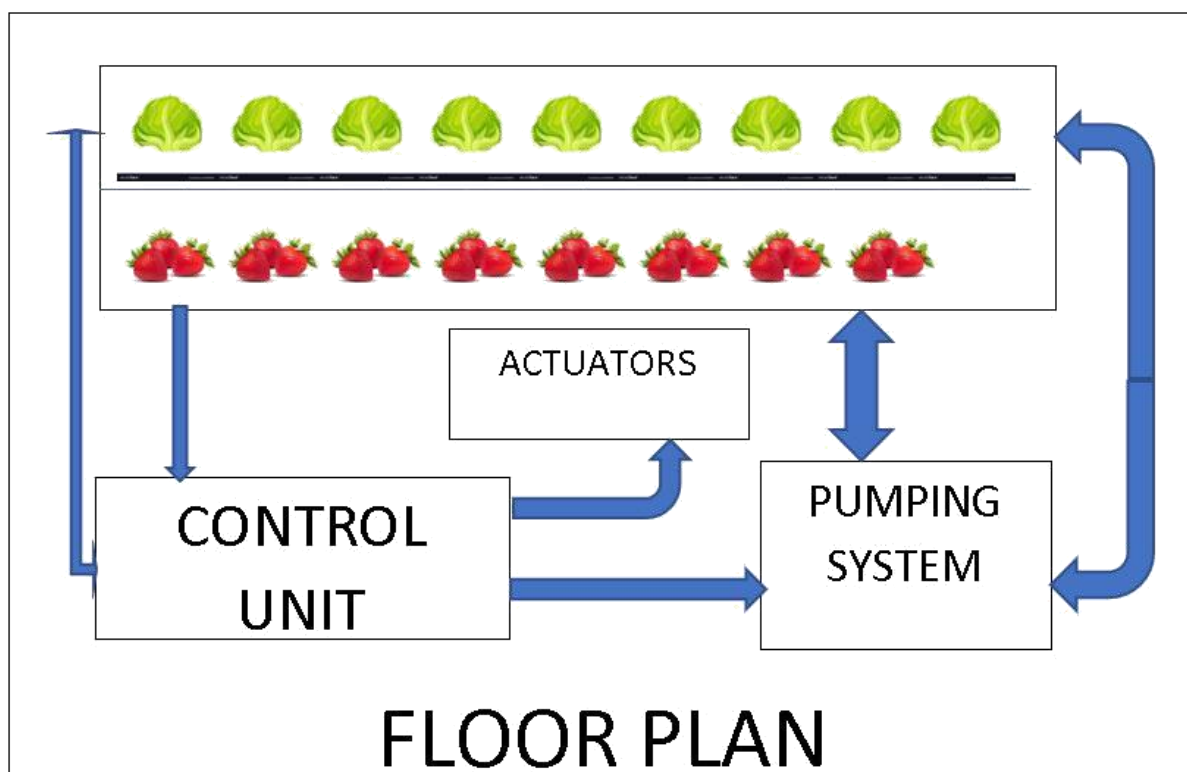 ACTUATORS
CONTROL
UNIT
PUMPING
SYSTEM
FLOOR PLAN